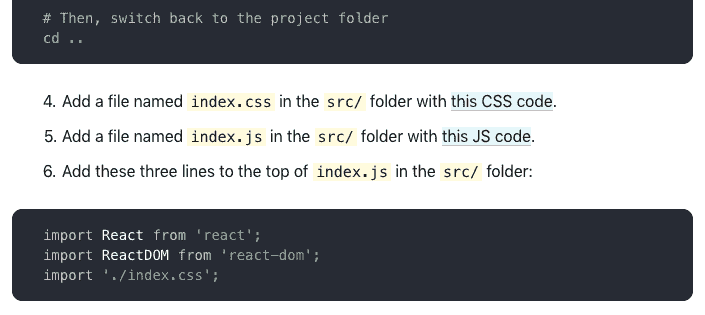 # Then, switch back to the project folder
cd ..
4. Add a file named index.css in the src/ folder with this CSS code.
5. Add a file named index.js in the src/ folder with this JS code.
6. Add these three lines to the top of index.js in the src/ folder:
import React from 'react';
import ReactDOM from 'react-dom';
import './index.css';